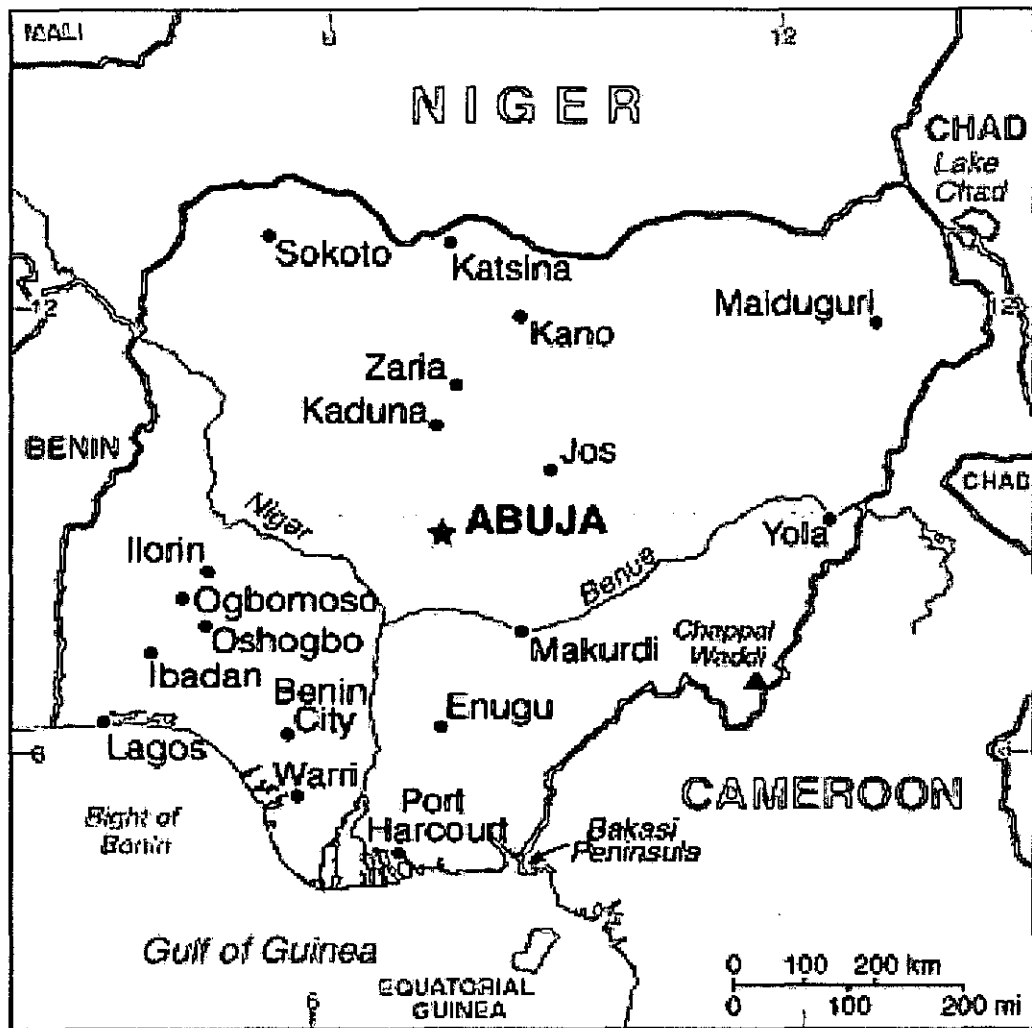 MALI
6
12
NIGER
CHAD
Lake
Chad
Sokoto
Katsina
12
Maiduguri
12
Kano
Zaria
Kaduna
BENIN
Jos
CHAD
Niger
ABUJA
Yola
Ilorin
Benue
Ogbomoso
Oshogbo
Makurdi
Chappal
Waddi
Ibadan
Benin
City
Enugu
Lagos
6
Warri
CAMEROON
Port
Harcourt
Bight of
Benin
Bakasi
Peninsula
Gulf of Guinea
EQUATORIAL
GUINEA
6
0 100 200 km
0 100 200 mi